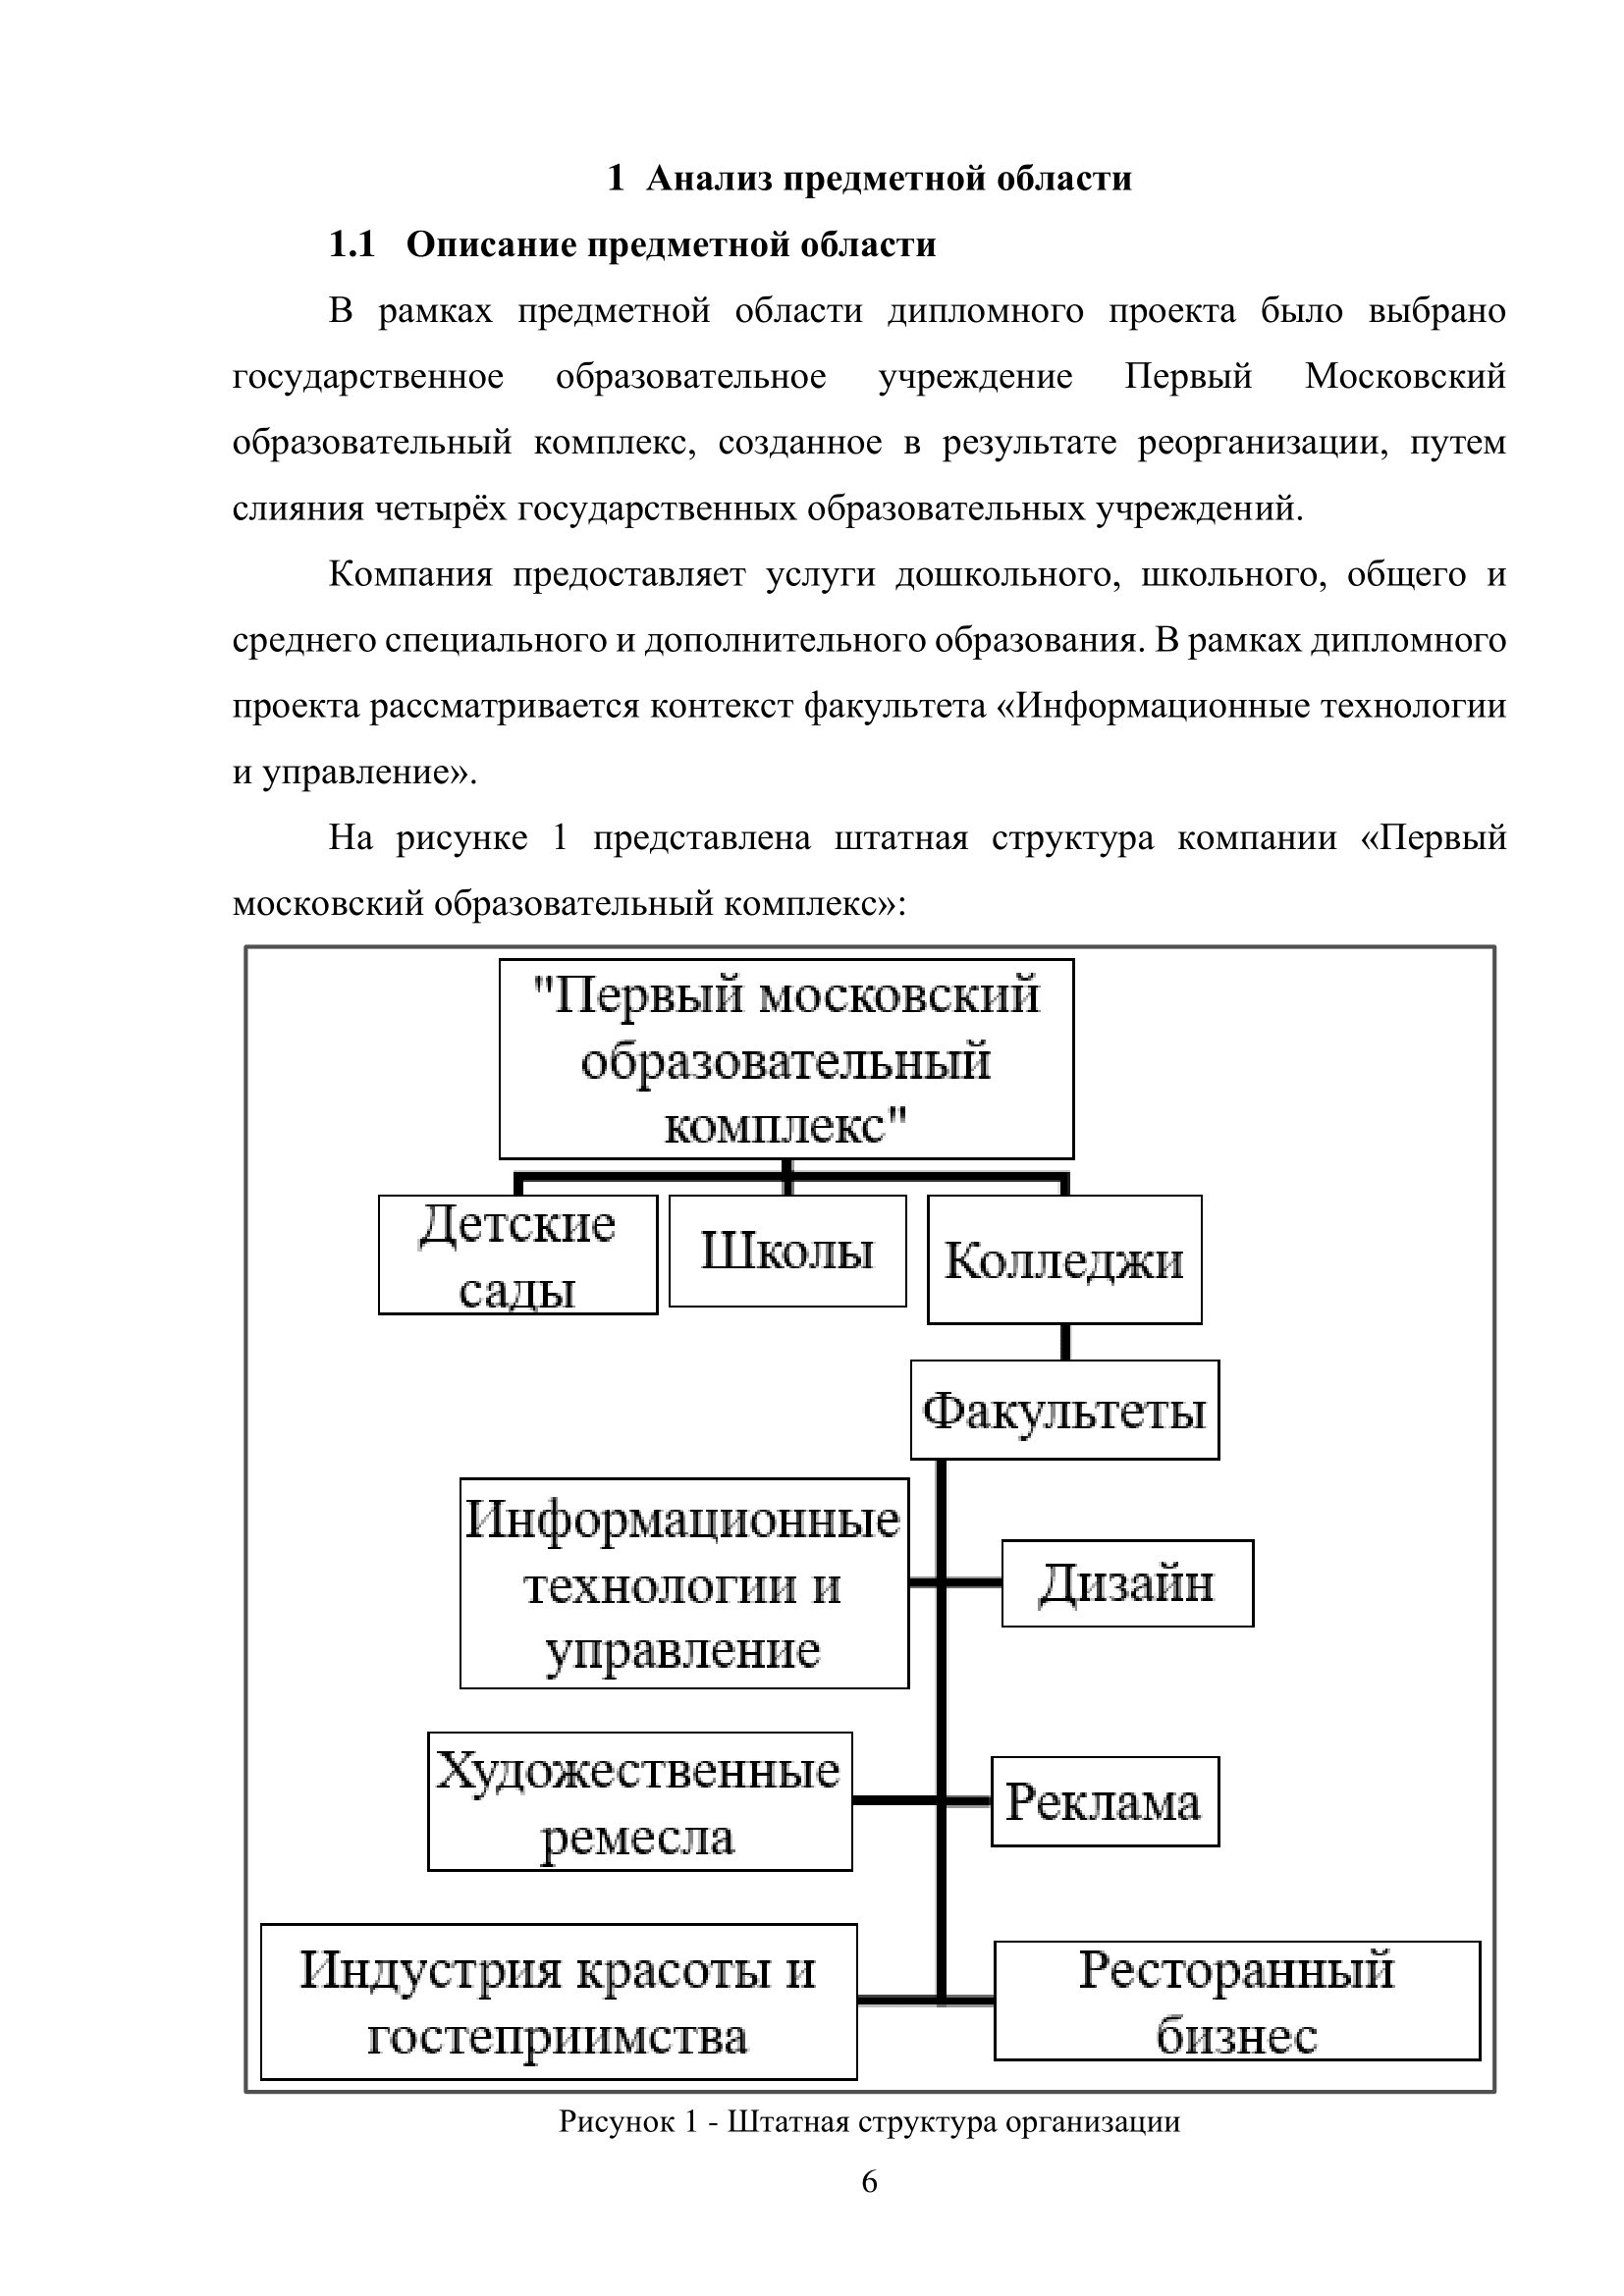 1 Анализ предметной области
1.1 Описание предметной области
В рамках предметной области дипломного проекта было выбрано
государственное образовательное учреждение Первый Московский
образовательный комплекс, созданное в результате реорганизации, путем
слияния четырёх государственных образовательных учреждений.
Компания предоставляет услуги дошкольного, школьного, общего и
среднего специального и дополнительного образования. В рамках дипломного
проекта рассматривается контекст факультета «Информационные технологии
и управление».
На рисунке 1 представлена штатная структура компании «Первый
московский образовательный комплекс»:
"Первый московский
образовательный
комплекс"
Детские
сады
Школы
Колледжи
Факультеты
Информационные
технологии и
управление
Дизайн
Художественные
ремесла
Реклама
Индустрия красоты и
гостеприимства
Ресторанный
бизнес
Рисунок 1 - Штатная структура организации
6